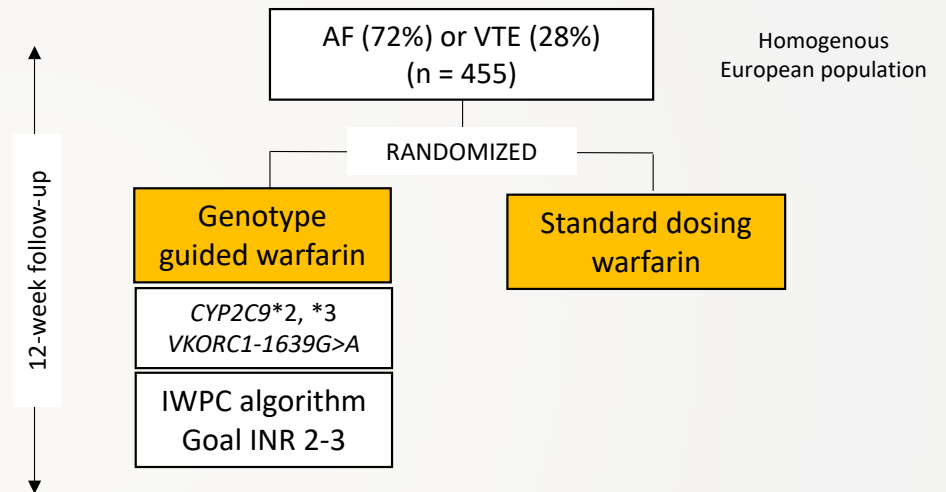 AF (72%) or VTE (28%)
(n = 455)
Homogenous
European population
12-week follow-up
RANDOMIZED
Genotype
guided warfarin
Standard dosing
warfarin
CYP2C9*2, *3
VKORC1-1639G>A
IWPC algorithm
Goal INR 2-3